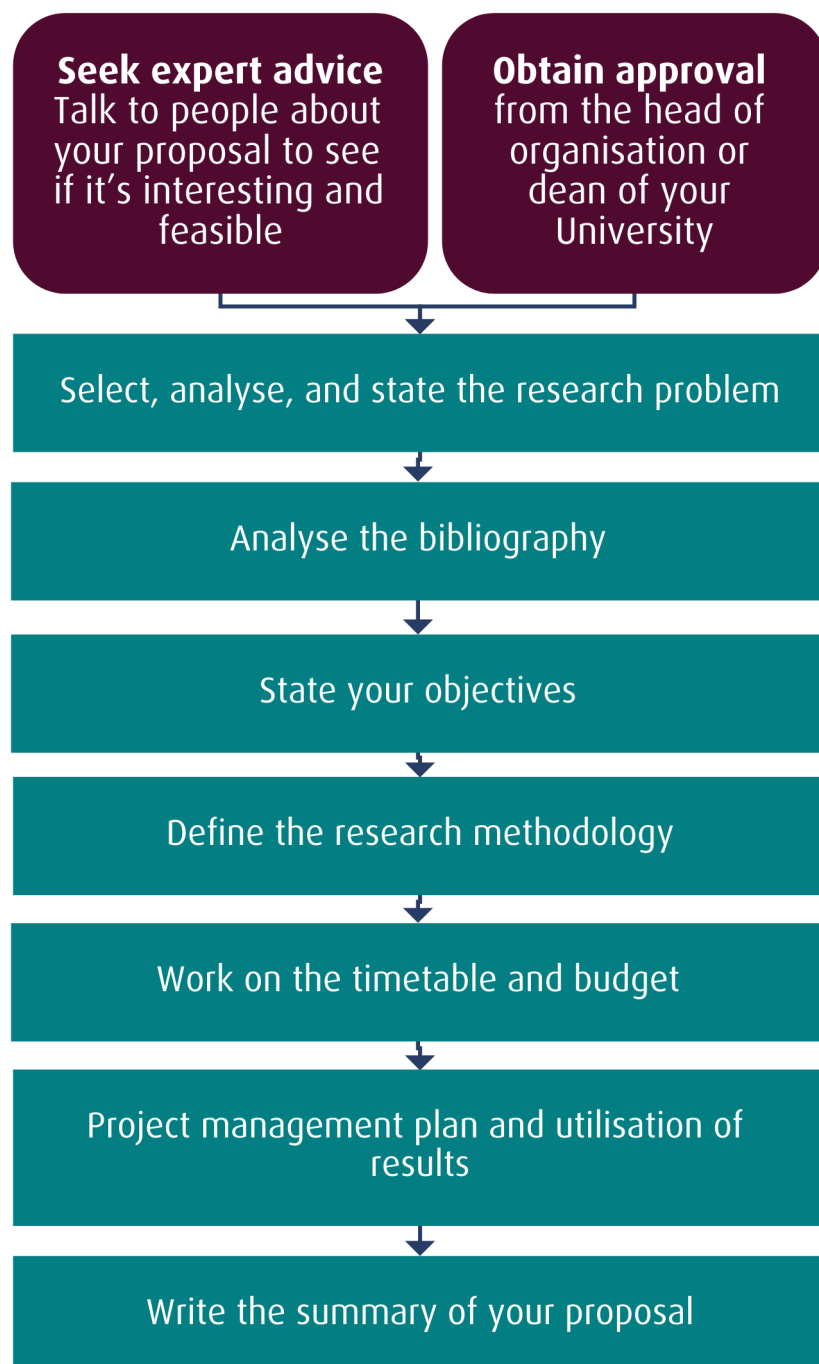 Seek expert advice
Talk to people about
your proposal to see
if it's interesting and
feasible
Obtain approval
from the head of
organisation or
dean of your
University
Select, analyse, and state the research problem
Analyse the bibliography
State your objectives
Define the research methodology
Work on the timetable and budget
Project management plan and utilisation of
results
Write the summary of your proposal